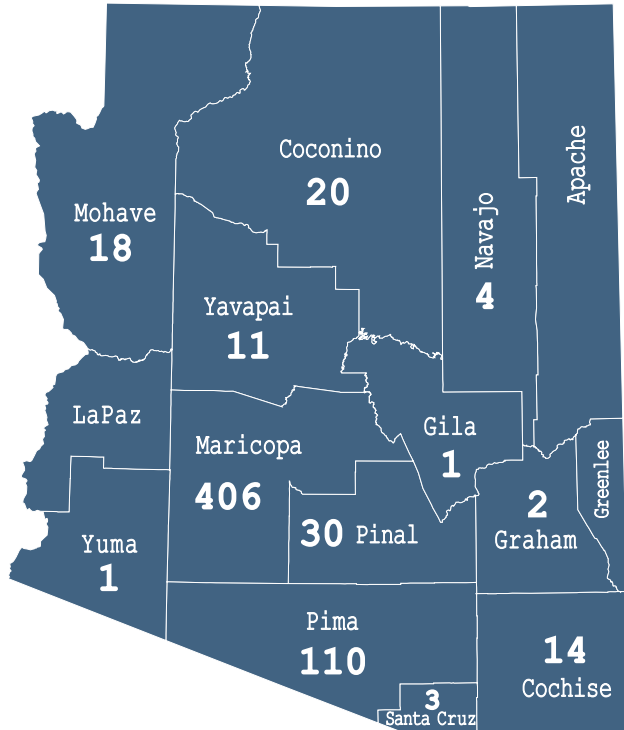 Coconino
20
Mohave
18
Navajo
4
Apache
Yavapai
11
LaPaz
Maricopa
406
Gila
1
Greenlee
2
Graham
30 Pinal
Yuma
1
Pima
110
14
Cochise
3
Santa Cruz